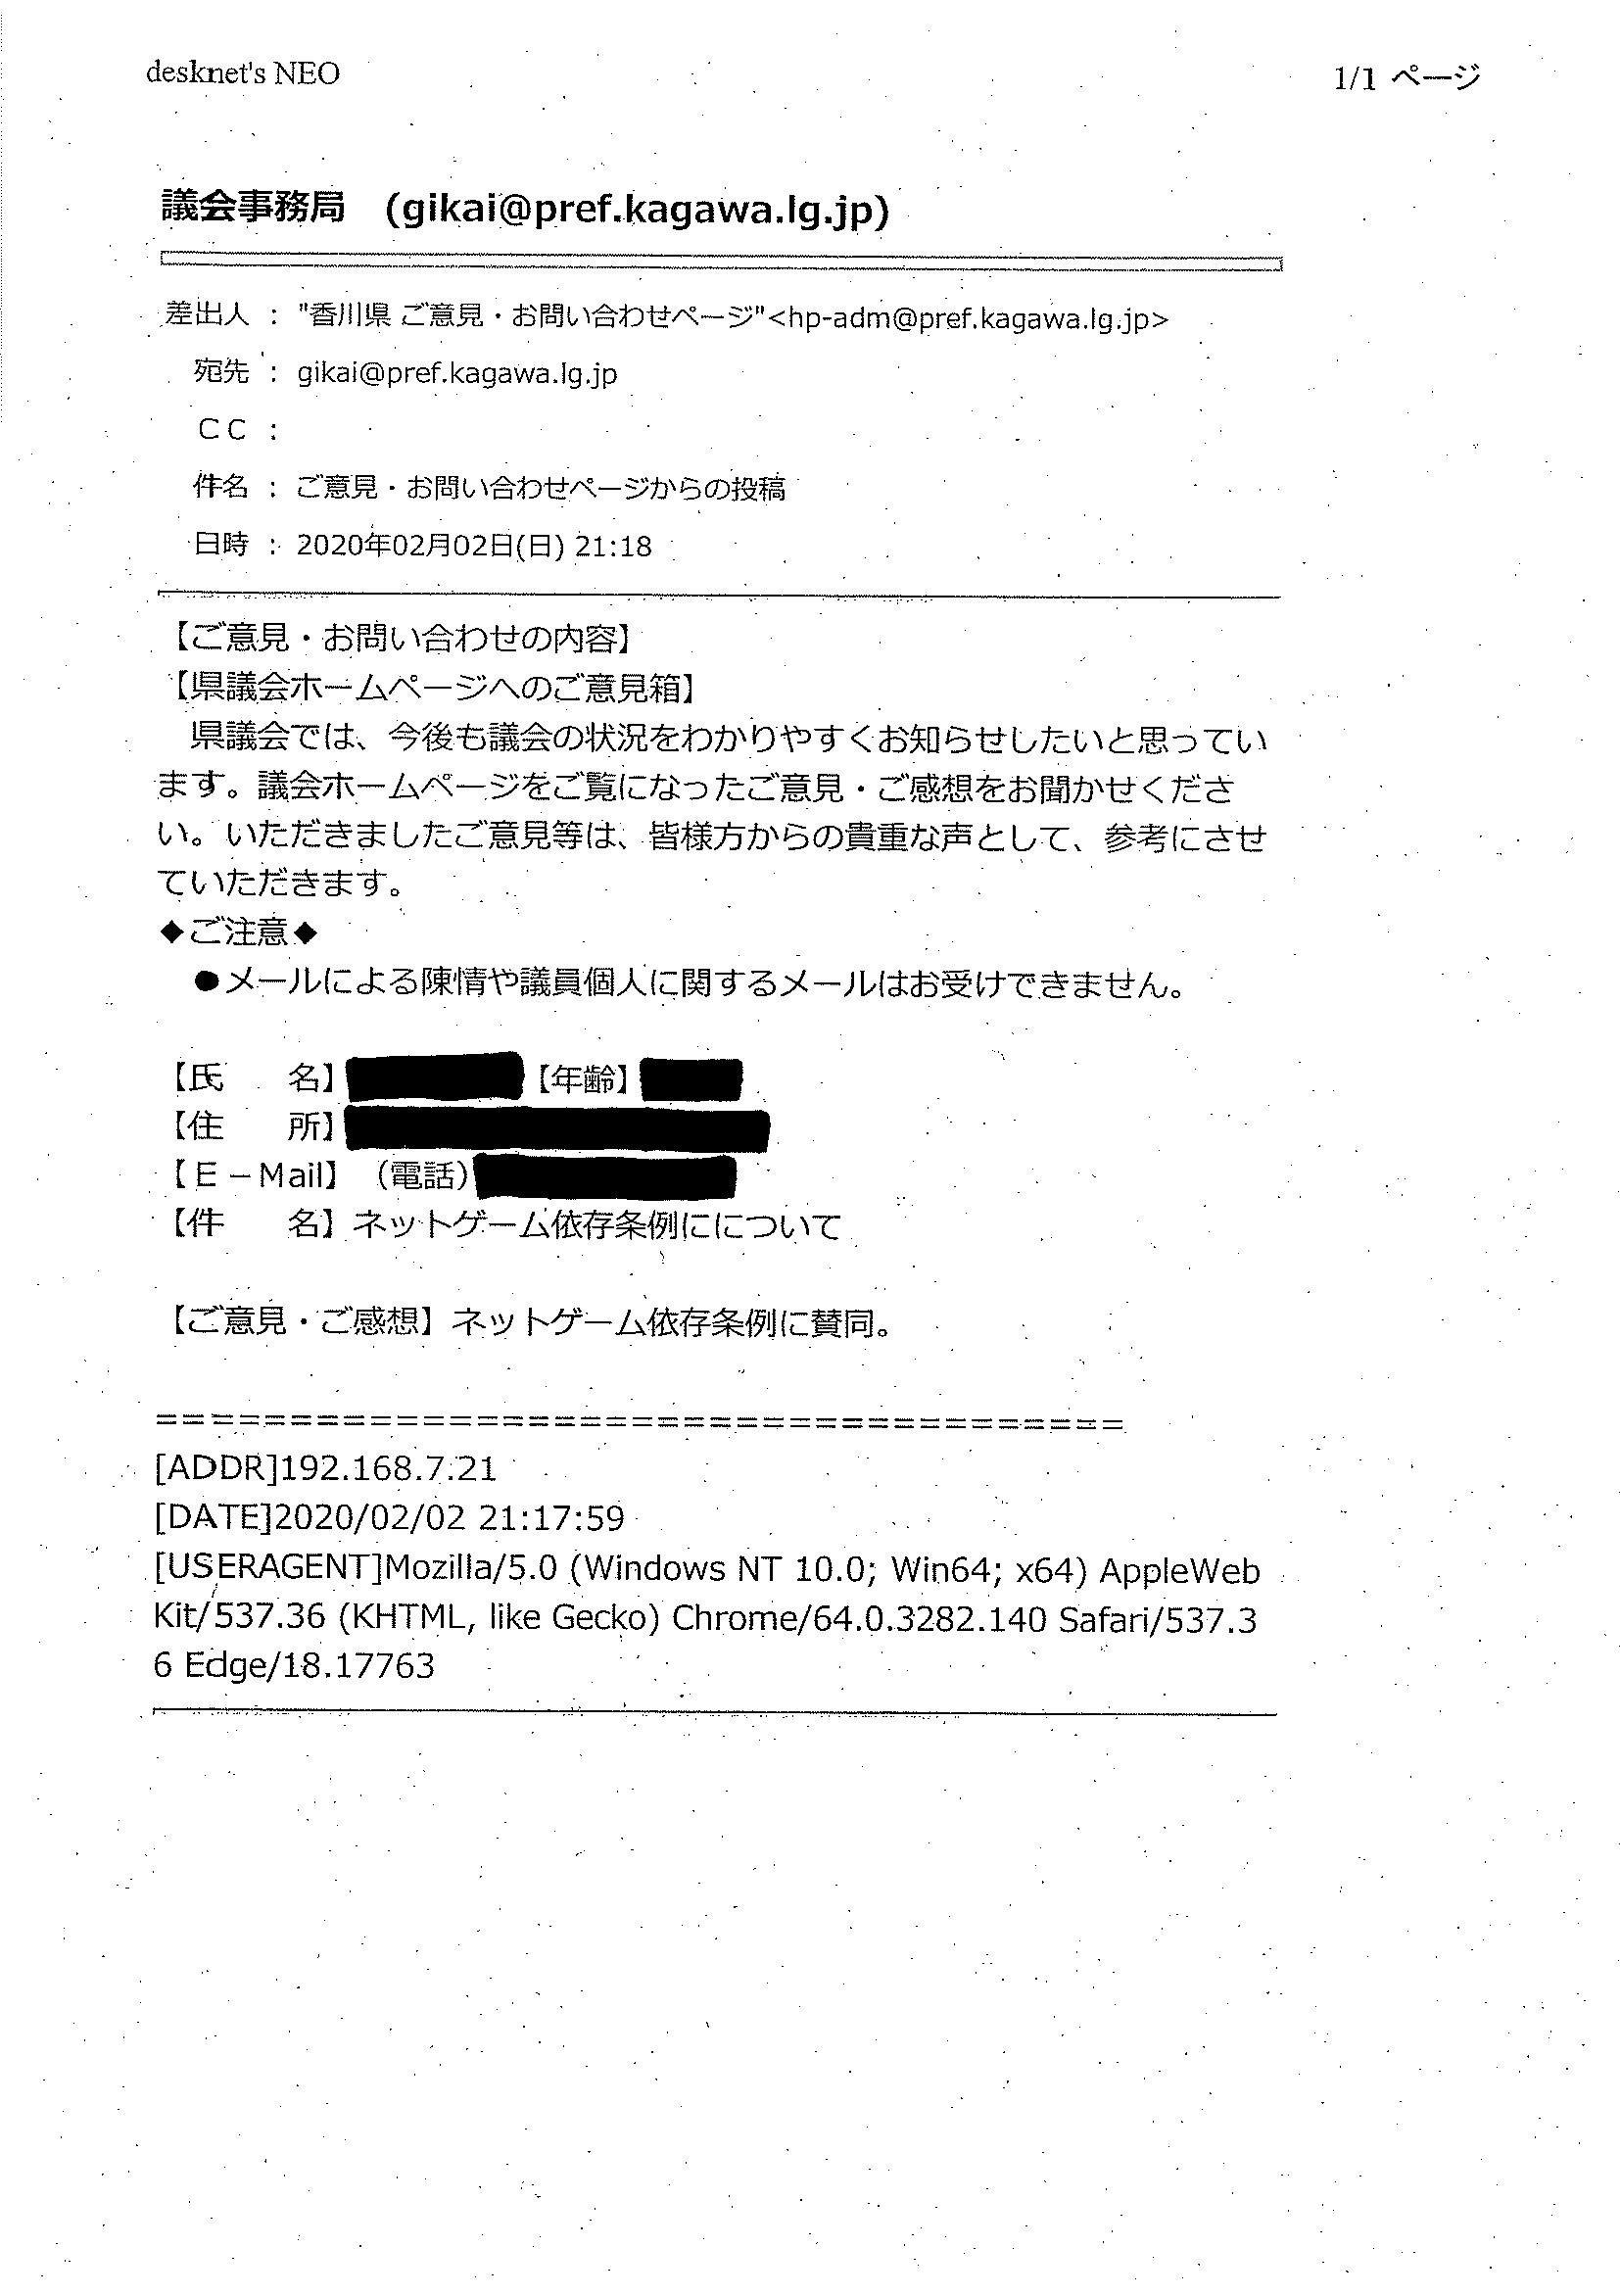 desknet's NEO
1/1 ページ
議会事務局　(gikai@pref.kagawa.lg.jp)
差出人 ： "香川県 ご意見・お問い合わせページ"<hp-adm@pref.kagawa.lg.jp>
宛先 ： gikai@pref.kagawa.lg.jp
ＣＣ ：
件名 ： ご意見・お問い合わせページからの投稿
日時 ： 2020年02月02日(日) 21:18
【ご意見・お問い合わせの内容】
【県議会ホームページへのご意見箱】
　県議会では、今後も議会の状況をわかりやすくお知らせしたいと思ってい
ます。議会ホームページをご覧になったご意見・ご感想をお聞かせくださ
い。いただきましたご意見等は、皆様方からの貴重な声として、参考にさせ
ていただきます。
◆ご注意◆
　●メールによる陳情や議員個人に関するメールはお受けできません。
【氏　　名】 【年齢】
【住　　所】
【Ｅ－Mail】（電話）
【件　　名】ネットゲーム依存条例にについて
【ご意見・ご感想】ネットゲーム依存条例に賛同。
=====================================
[ADDR]192.168.7.21
[DATE]2020/02/02 21:17:59
[USERAGENT]Mozilla/5.0 (Windows NT 10.0; Win64; x64) AppleWeb
Kit/537.36 (KHTML, like Gecko) Chrome/64.0.3282.140 Safari/537.3
6 Edge/18.17763